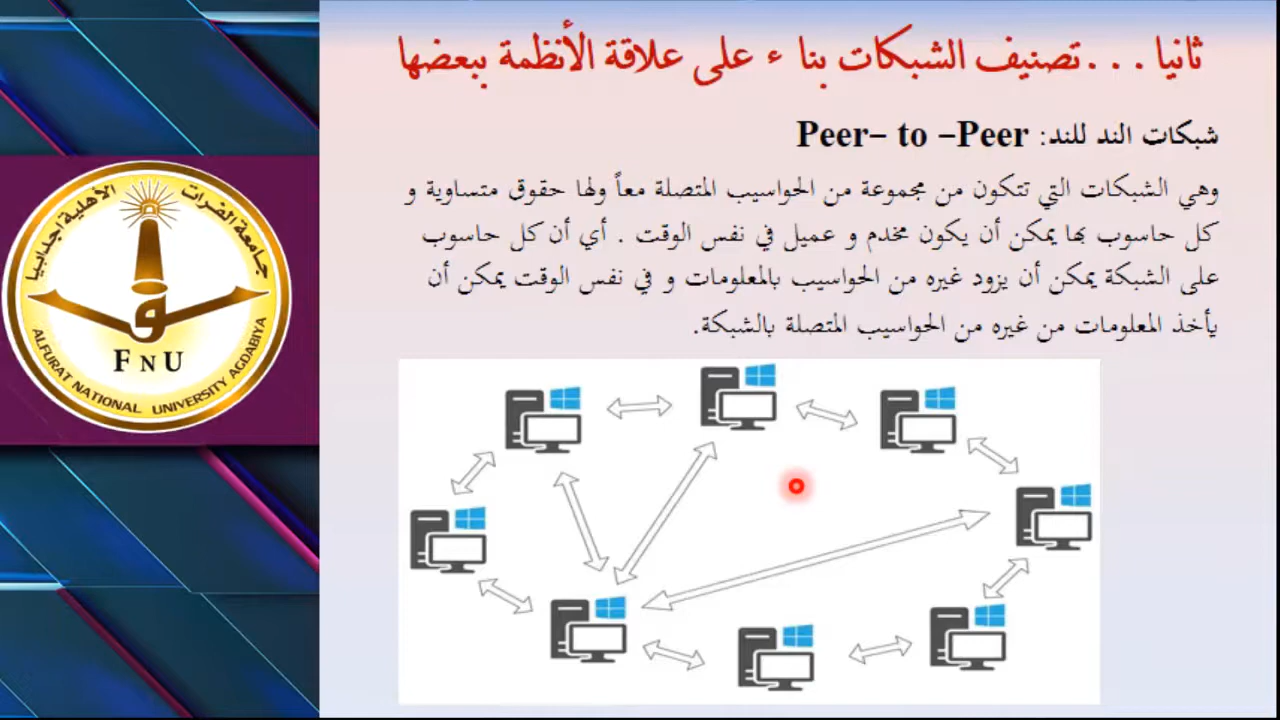 ثانيا . . . تصنيف الشبكات بنا ء على علاقة الأنظمة ببعضها
شبكات الند للند: Peer- to -Peer
وهي الشبكات التي تتكون من مجموعة من الحواسيب المتصلة معاً ولها حقوق متساوية و
كل حاسوب بها يمكن أن يكون مخدم و عميل في نفس الوقت . أي أن كل حاسوب
على الشبكة يمكن أن يزود غيره من الحواسيب بالمعلومات و في نفس الوقت يمكن أن
يأخذ المعلومات من غيره من الحواسيب المتصلة بالشبكة.
جامعة الفرات الأهلية اجدابيا
FNU
ALFURAT NATIONAL UNIVERSITY AGDABIYA